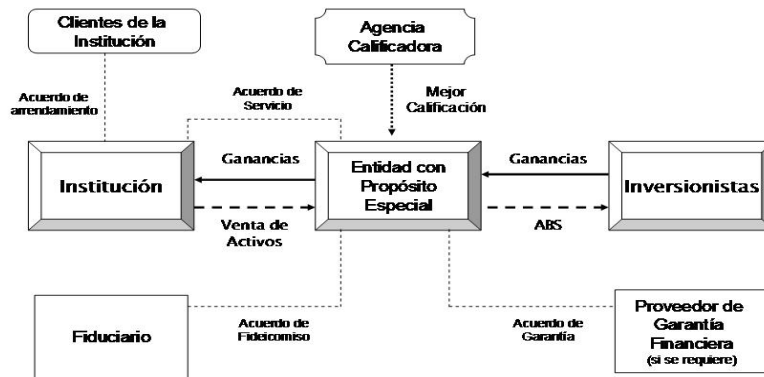 Clientes de la
Institución
Agencia
Calificadora
Acuerdo de
arrendamiento
Acuerdo de
Servicio
Mejor
Calificación
Institución
Ganancias
Venta de
Activos
Entidad con
Propósito
Especial
Ganancias
ABS
Inversionistas
Fiduciario
Acuerdo de
Fideicomiso
Acuerdo de
Garantía
Proveedor de
Garantía
Financiera
(si se requiere)